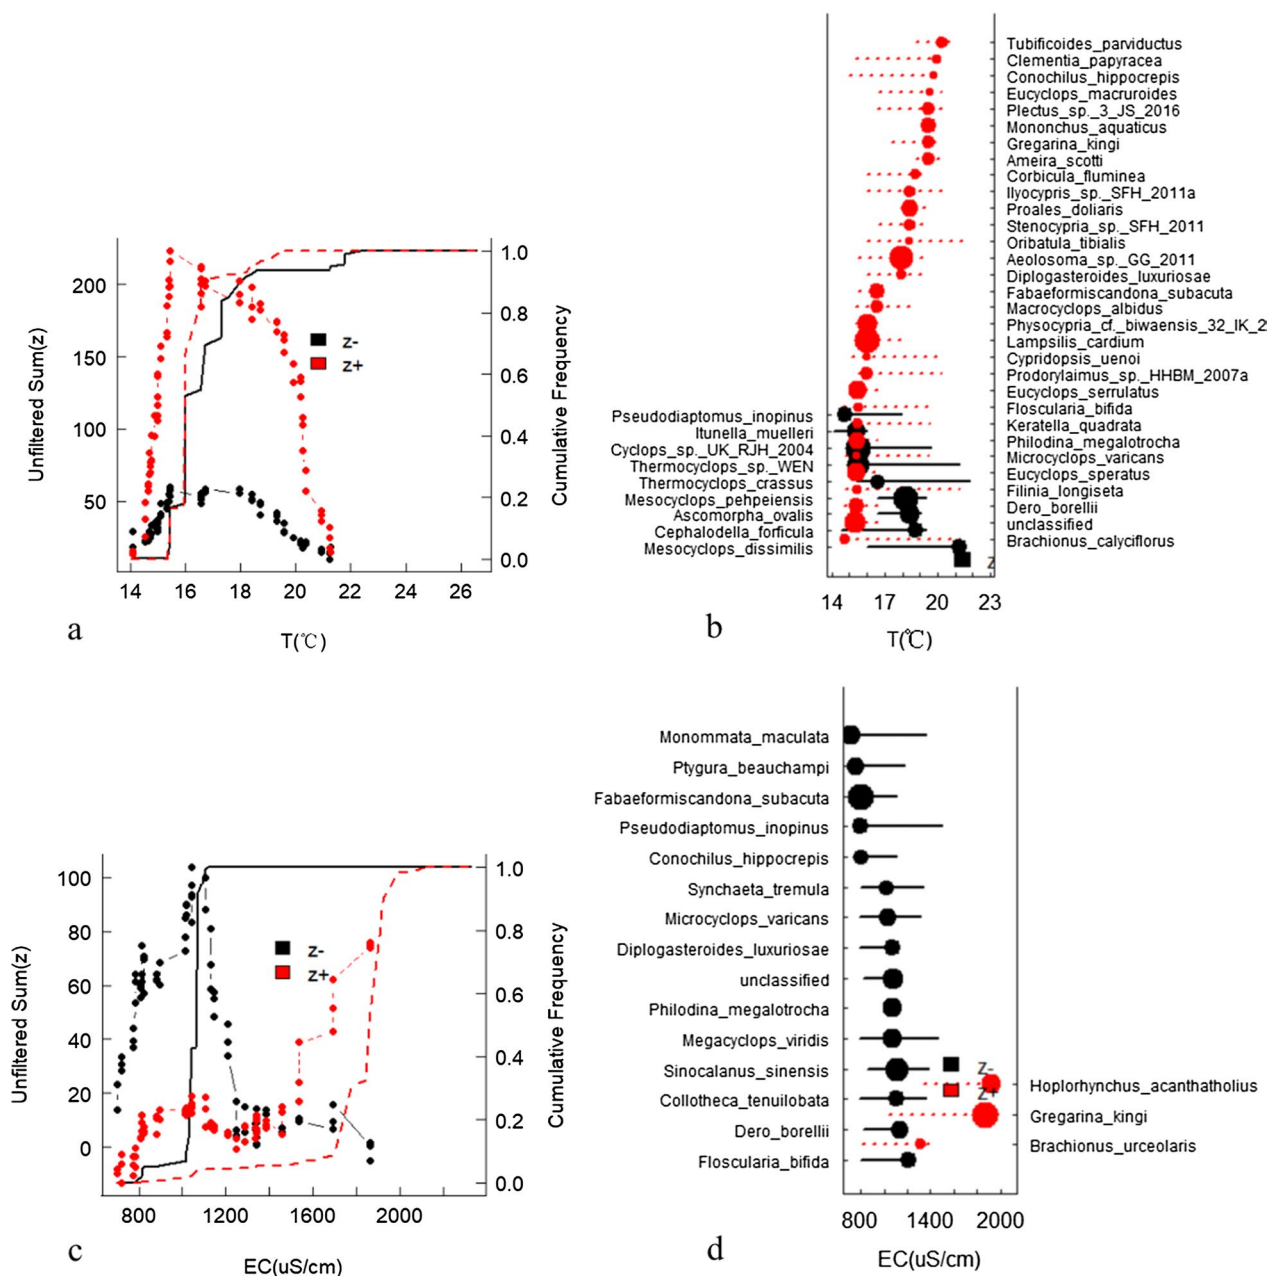 Unfiltered Sum(z)
200
150
100
50
1.0
0.8
0.6
0.4
0.2
0.0
Cumulative Frequency
z-
z+
14 16 18 20 22 24 26
T(℃)
a
Tubificoides_parviductus
Clementia_papyracea
Conochilus_hippocrepis
Eucyclops_macruroides
Plectus_sp._3_JS_2016
Mononchus_aquaticus
Gregarina_kingi
Ameira_scotti
Corbicula_fluminea
Ilyocypris_sp._SFH_2011a
Proales_doliaris
Stenocypria_sp._SFH_2011
Oribatula_tibialis
Aeolosoma_sp._GG_2011
Diplogasteroides_luxuriosae
Fabaeformiscandona_subacuta
Macrocyclops_albidus
Physocypria_cf._biwaensis_32_IK_2
Lampsilis_cardium
Cypridopsis_uenoi
Prodorylaimus_sp._HHBM_2007a
Eucyclops_serrulatus
Floscularia_bifida
Keratella_quadrata
Philodina_megalotrocha
Microcyclops_varicans
Eucyclops_speratus
Filinia_longiseta
Dero_borellii
unclassified
Brachionus_calyciflorus
Pseudodiaptomus_inopinus
Itunella_muelleri
Cyclops_sp._UK_RJH_2004
Thermocyclops_sp._WEN
Thermocyclops_crassus
Mesocyclops_pehpeiensis
Ascomorpha_ovalis
Cephalodella_forficula
Mesocyclops_dissimilis
z
14 17 20 23
T(℃)
b
Unfiltered Sum(z)
100
80
60
40
20
0
1.0
0.8
0.6
0.4
0.2
0.0
Cumulative Frequency
z-
z+
800 1200 1600 2000
EC(uS/cm)
c
Monommata_maculata
Ptygura_beauchampi
Fabaeformiscandona_subacuta
Pseudodiaptomus_inopinus
Conochilus_hippocrepis
Synchaeta_tremula
Microcyclops_varicans
Diplogasteroides_luxuriosae
unclassified
Philodina_megalotrocha
Megacyclops_viridis
Sinocalanus_sinensis
Collotheca_tenuilobata
Dero_borellii
Floscularia_bifida
z-
z+
Hoplorhynchus_acanthatholius
Gregarina_kingi
Brachionus_urceolaris
800 1400 2000
EC(uS/cm)
d